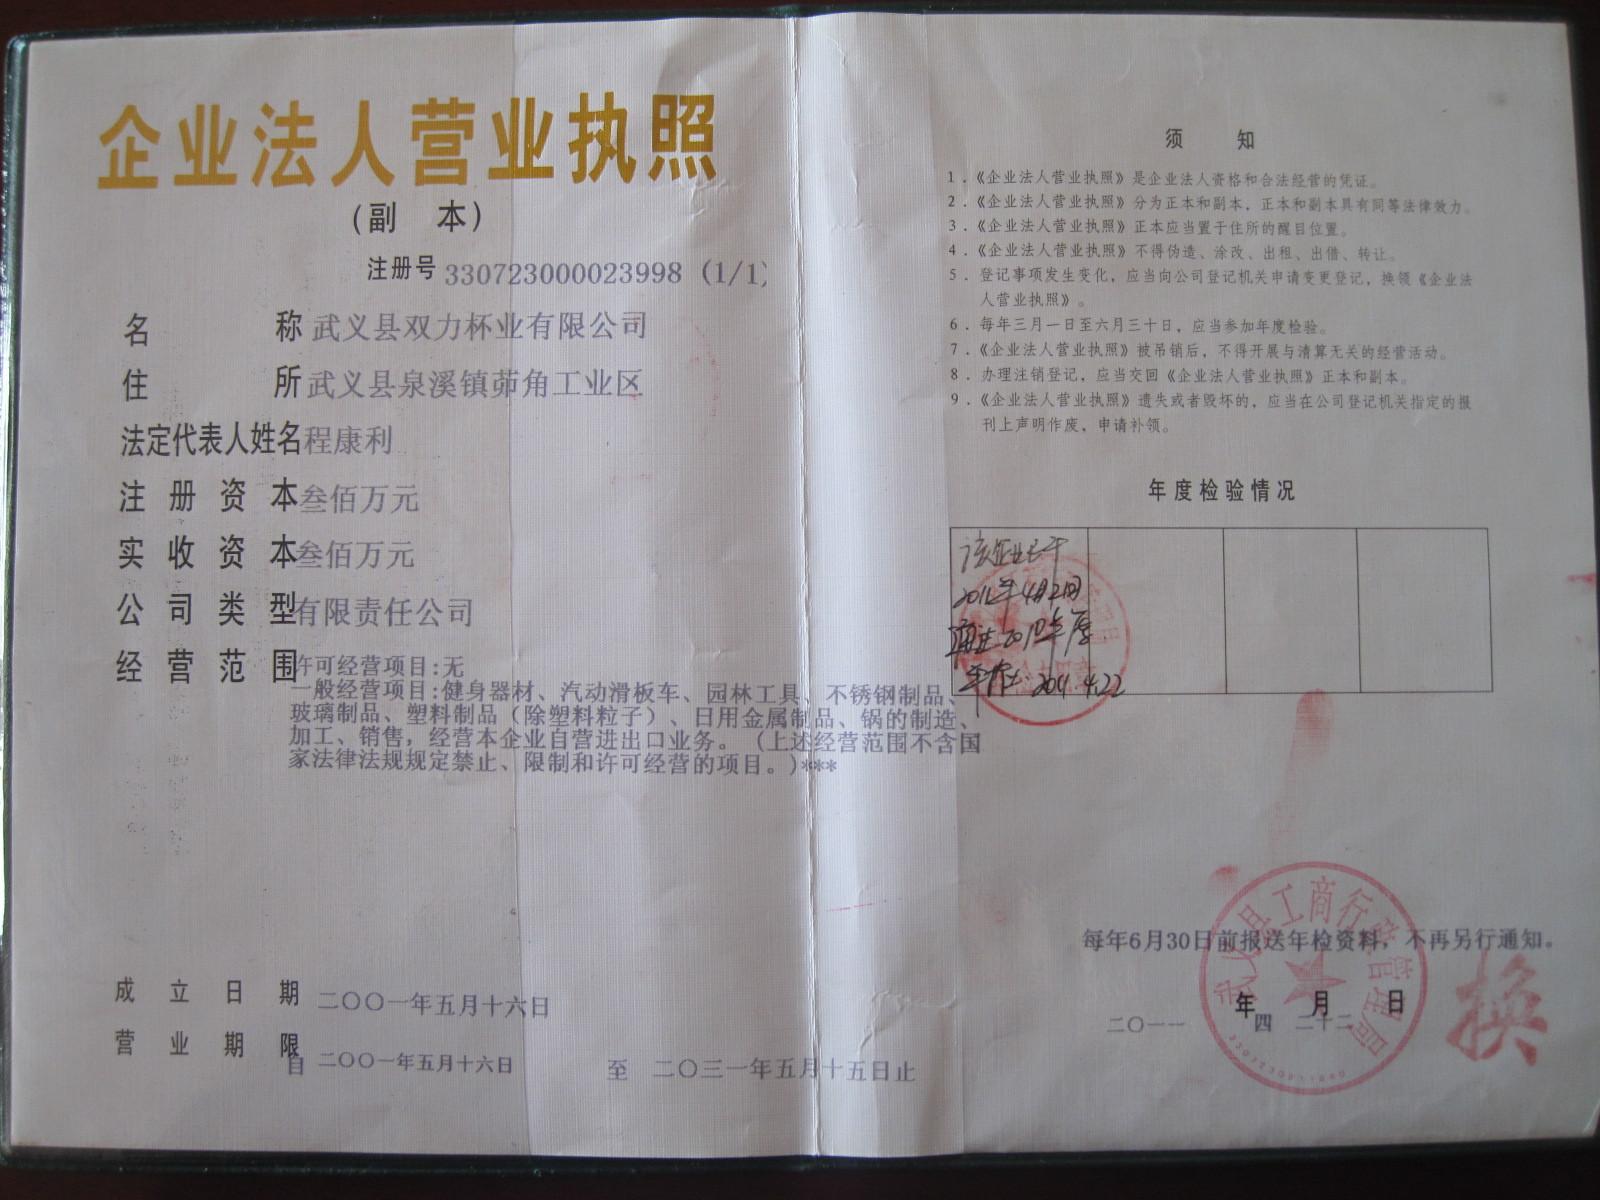 企业法人营业执照
(副 本)
注册号 330723000023998 (1/1)
名 称 武义县双力杯业有限公司
住 所 武义县泉溪镇茆角工业区
法定代表人姓名 程康利
注册资本 叁佰万元
实收资本 叁佰万元
公司类型 有限责任公司
经营范围 许可经营项目:无
一般经营项目:健身器材、汽动滑板车、园林工具、不锈钢制品、
玻璃制品、塑料制品（除塑料粒子）、日用金属制品、锅的制造、
加工、销售，经营本企业自营进出口业务。（上述经营范围不含国
家法律法规规定禁止、限制和许可经营的项目。)***
成立日期 二〇〇一年五月十六日
营业期限 自 二〇〇一年五月十六日 至 二〇三一年五月十五日止
须 知
1．《企业法人营业执照》是企业法人资格和合法经营的凭证。
2．《企业法人营业执照》分为正本和副本，正本和副本具有同等法律效力。
3．《企业法人营业执照》正本应当置于住所的醒目位置。
4．《企业法人营业执照》不得伪造、涂改、出租、出借、转让。
5．登记事项发生变化，应当向公司登记机关申请变更登记，换领《企业法
人营业执照》。
6．每年三月一日至六月三十日，应当参加年度检验。
7．《企业法人营业执照》被吊销后，不得开展与清算无关的经营活动。
8．办理注销登记，应当交回《企业法人营业执照》正本和副本。
9．《企业法人营业执照》遗失或者毁坏的，应当在公司登记机关指定的报
刊上声明作废，申请补领。
年度检验情况
该企业已于
通过2010年度
2011.4.22
每年6月30日前报送年检资料，不再另行通知。
武义县工商行政管理局
年 月 日
二〇一一 四 二十二
换